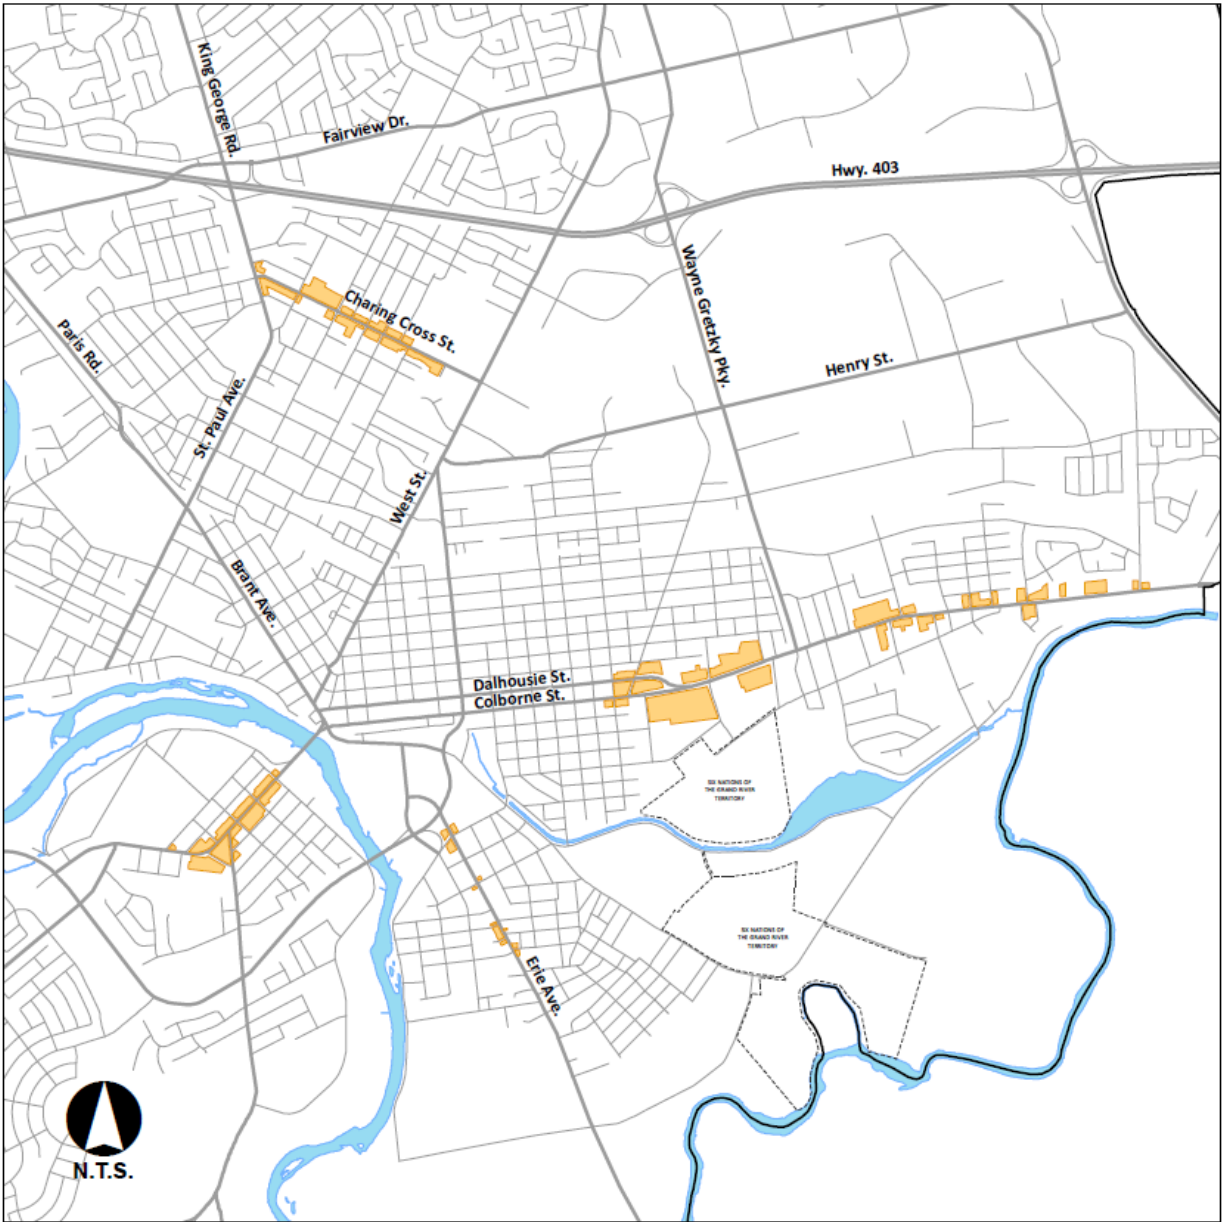 King George Rd.
Fairview Dr.
Hwy. 403
Wayne Gretzky Pky.
Charing Cross St.
Paris Rd.
St. Paul Ave.
Henry St.
West St.
Brant Ave.
Dalhousie St.
Colborne St.
SIX NATIONS OF
THE GRAND RIVER
TERRITORY
SIX NATIONS OF
THE GRAND RIVER
TERRITORY
Erie Ave.
N.T.S.